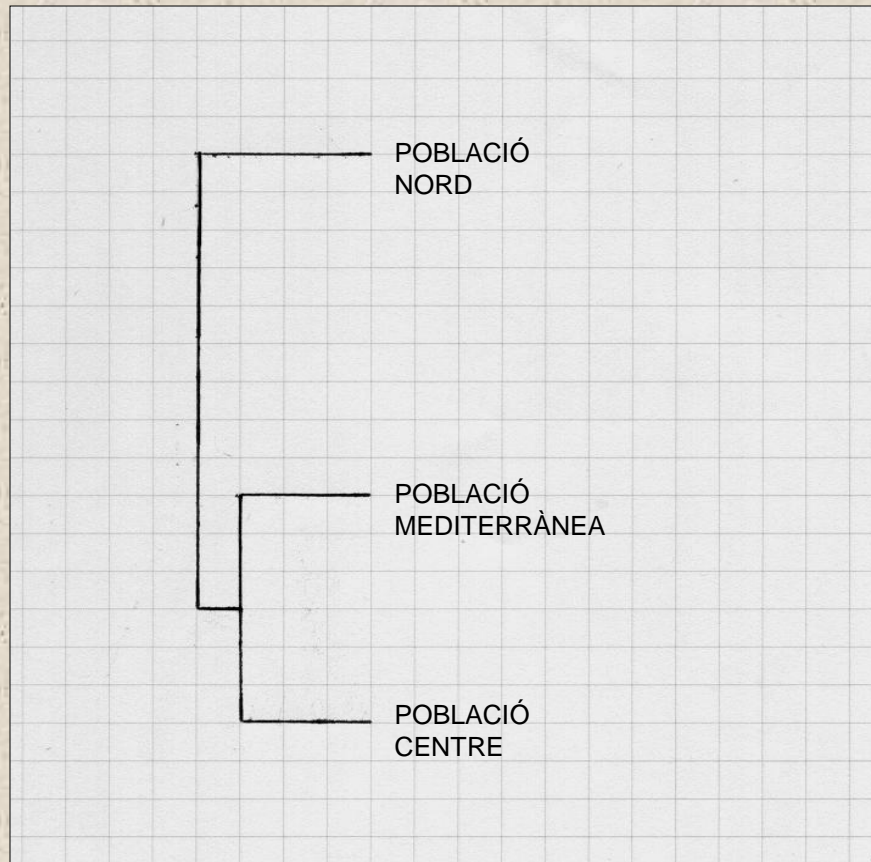 POBLACIÓ
NORD
POBLACIÓ
MEDITERRÀNEA
POBLACIÓ
CENTRE